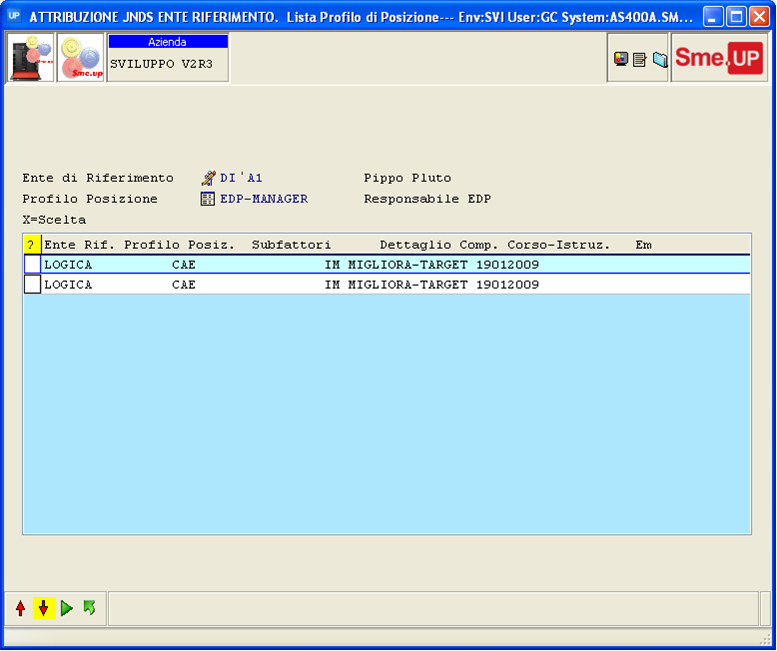 UP ATTRIBUZIONE JNDS ENTE RIFERIMENTO. Lista Profilo di Posizione--- Env:SVI User:GC System:AS400A.SM...
Sme.up
Azienda
SVILUPPO V2R3
Sme.UP
Ente di Riferimento DI'A1 Pippo Pluto
Profilo Posizione EDP-MANAGER Responsabile EDP
X=Scelta
? Ente Rif. Profilo Posiz. Subfattori Dettaglio Comp. Corso-Istruz. Em
LOGICA CAE IM MIGLIORA-TARGET 19012009
LOGICA CAE IM MIGLIORA-TARGET 19012009